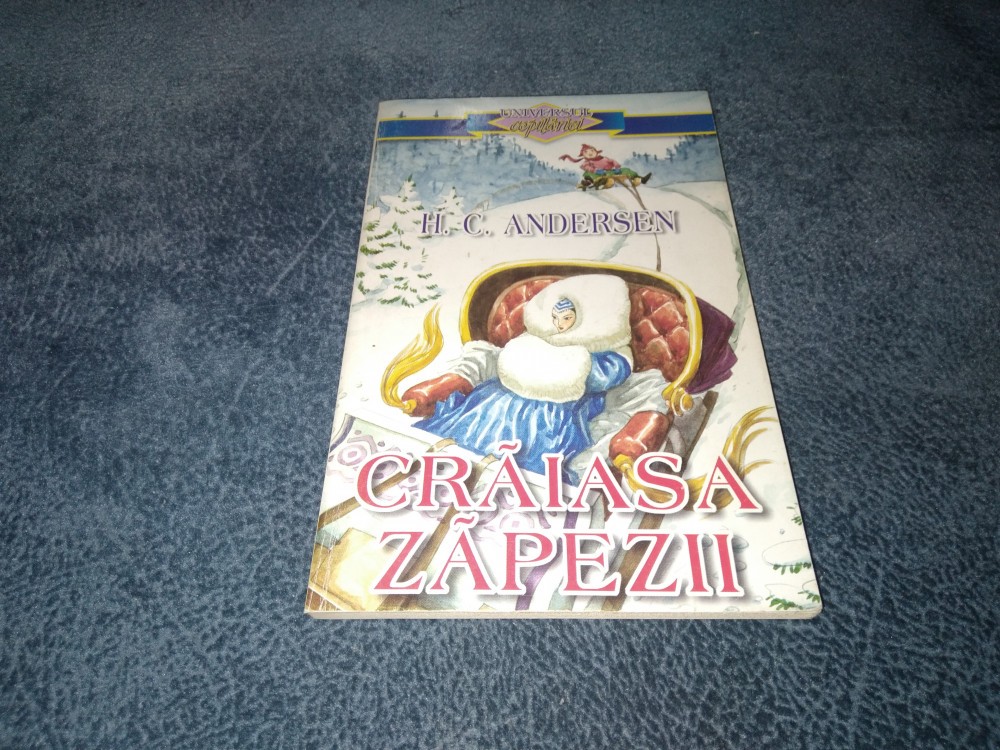 UNIVERSUL
copilăriei
H. C. ANDERSEN
CRÃIASA
ZÃPEZII